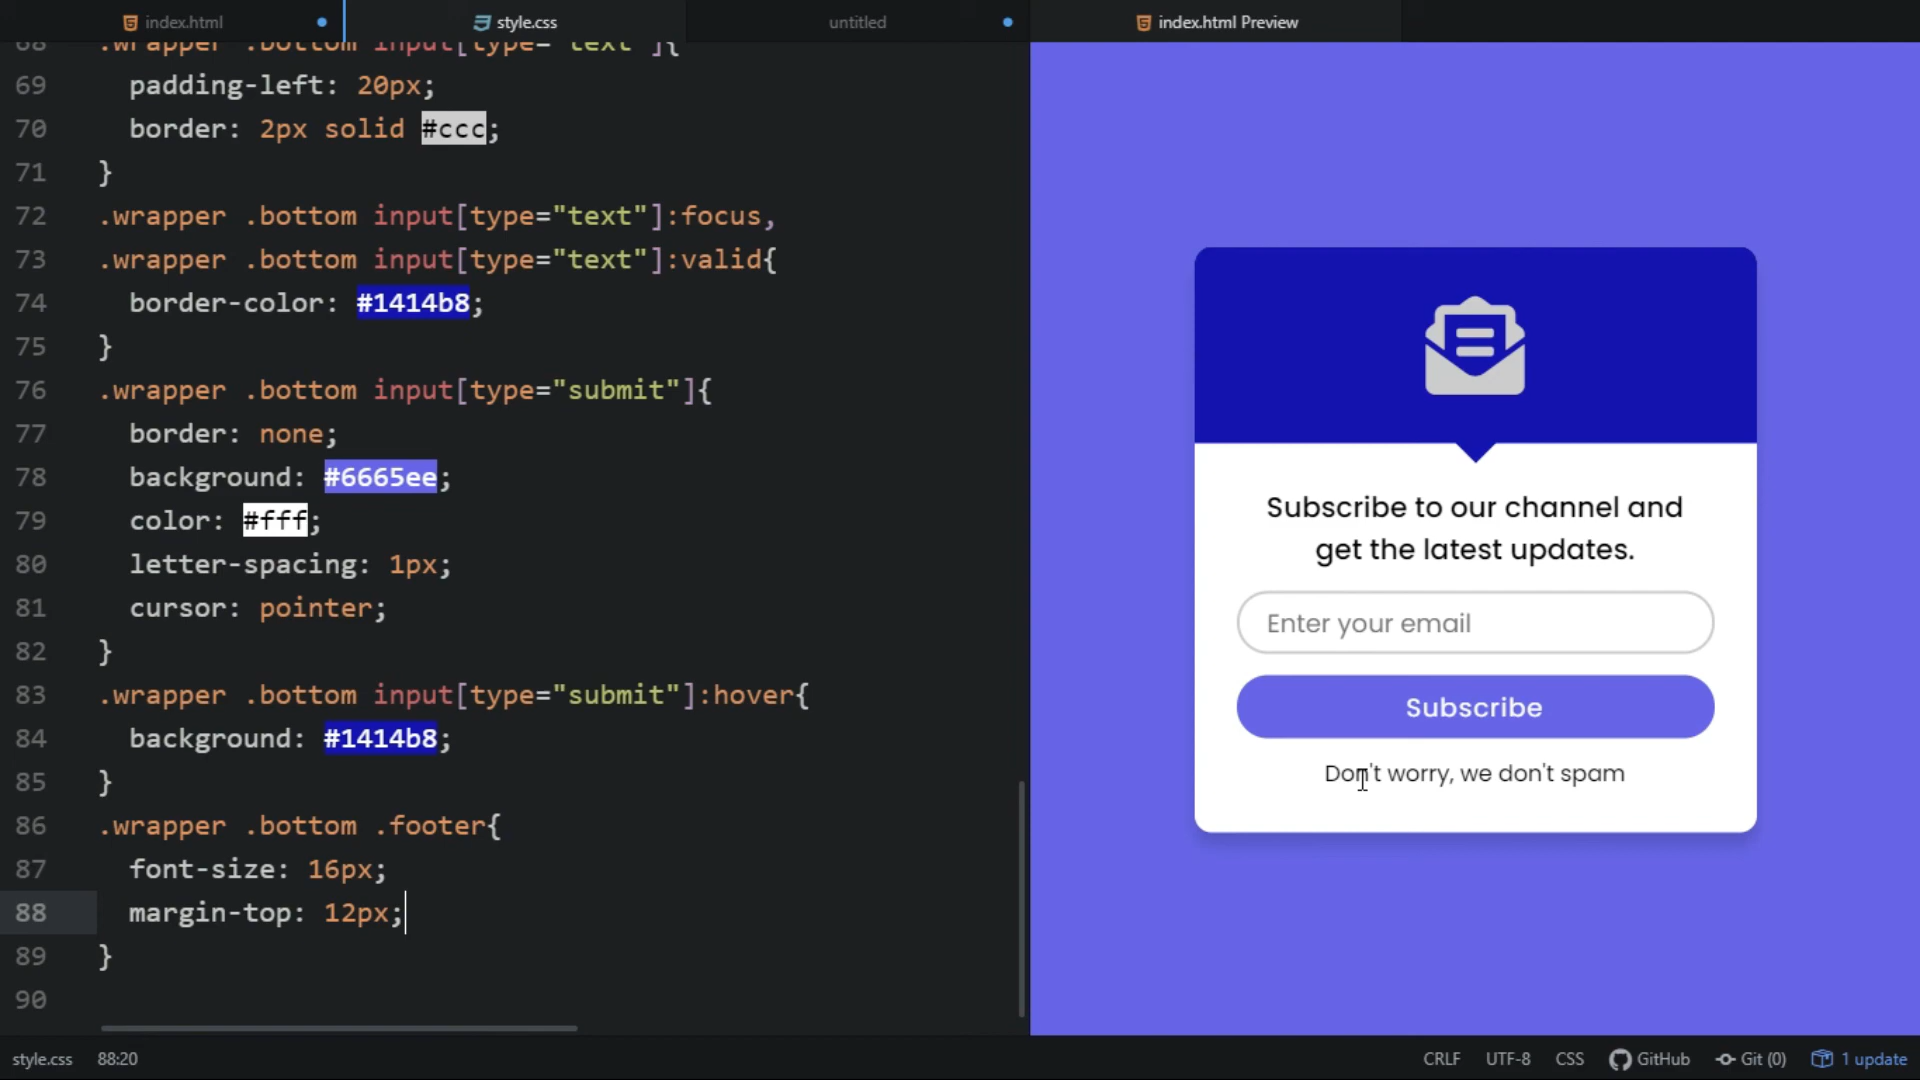 index.html
style.css
untitled
index.html Preview
68 .wrapper .bottom input[type="text"]{
69 padding-left: 20px;
70 border: 2px solid #ccc;
71 }
72 .wrapper .bottom input[type="text"]:focus,
73 .wrapper .bottom input[type="text"]:valid{
74 border-color: #1414b8;
75 }
76 .wrapper .bottom input[type="submit"]{
77 border: none;
78 background: #6665ee;
79 color: #fff;
80 letter-spacing: 1px;
81 cursor: pointer;
82 }
83 .wrapper .bottom input[type="submit"]:hover{
84 background: #1414b8;
85 }
86 .wrapper .bottom .footer{
87 font-size: 16px;
88 margin-top: 12px;
89 }
90
Subscribe to our channel and
get the latest updates.
Enter your email
Subscribe
Don't worry, we don't spam
style.css 88:20
CRLF UTF-8 CSS GitHub Git (0) 1 update